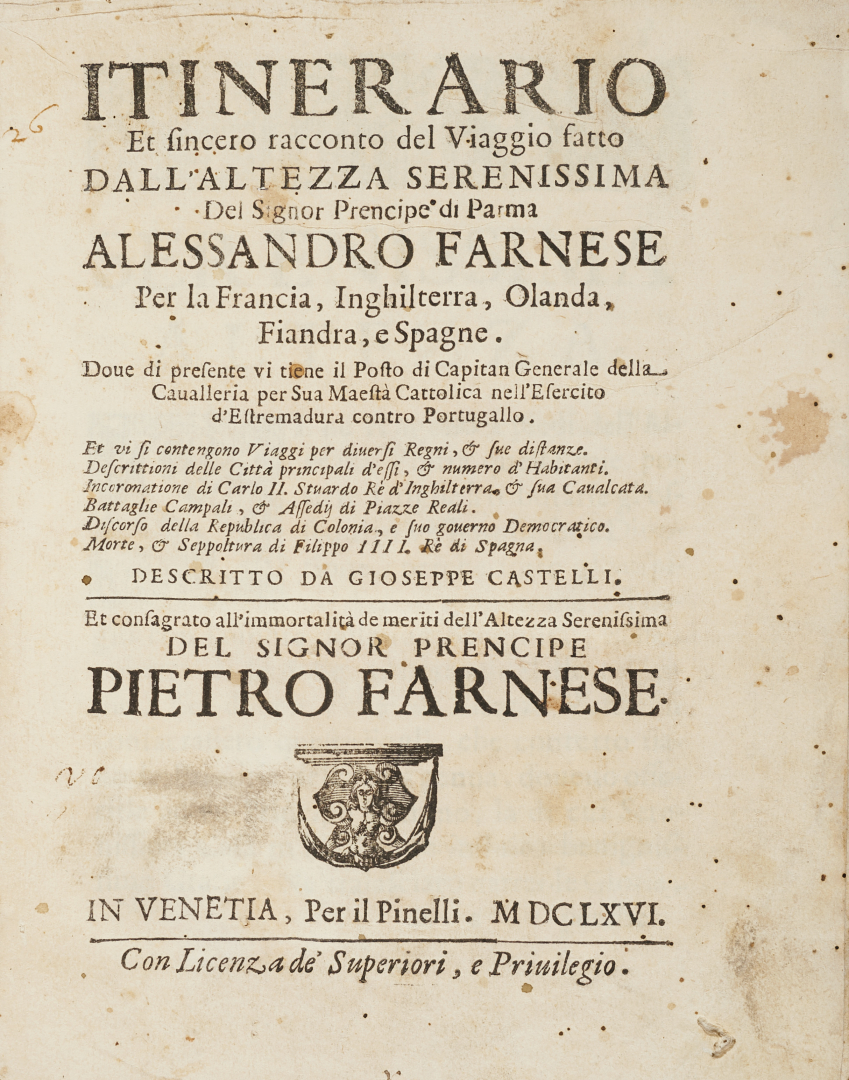 ITINERARIO
26
Et ſincero racconto del Viaggio fatto
DALL'ALTEZZA SERENISSIMA
Del Signor Prencipe di Parma
ALESSANDRO FARNESE
Per la Francia, Inghilterra, Olanda,
Fiandra, e Spagne.
Doue di preſente vi tiene il Poſto di Capitan Generale della
Caualleria per Sua Maeſtà Cattolica nell'Eſercito
d'Eſtremadura contro Portugallo.
Et vi ſi contengono Viaggi per diuerſi Regni, & ſue diſtanze.
Deſcrittioni delle Città principali d'eſſi, & numero d'Habitanti.
Incoronatione di Carlo II. Stuardo Rè d'Inghilterra, & ſua Caualcata.
Battaglie Campali, & Aſſedij di Piazze Reali.
Diſcorſo della Republica di Colonia, e ſuo gouerno Democratico.
Morte, & Seppoltura di Filippo IIII. Rè di Spagna.
DESCRITTO DA GIOSEPPE CASTELLI.
Et conſagrato all'immortalità de meriti dell'Altezza Sereniſsima
DEL SIGNOR PRENCIPE
PIETRO FARNESE.
IN VENETIA, Per il Pinelli. MDCLXVI.
Con Licenza de' Superiori, e Priuilegio.